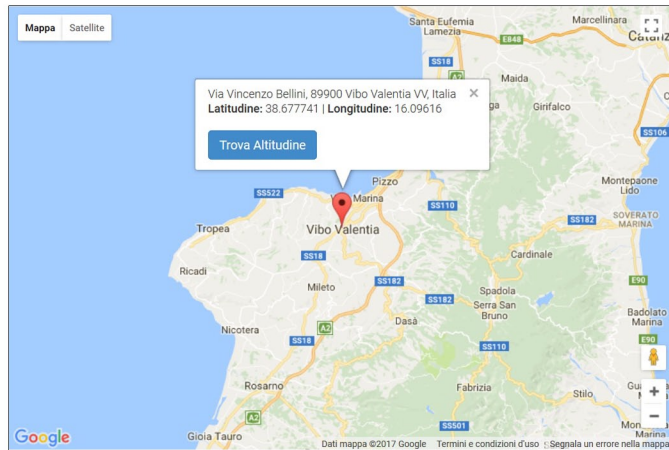 Mappa Satellite
Santa Eufemia
Lamezia
Marcellinara
E848
SS18
A2
Maida
Via Vincenzo Bellini, 89900 Vibo Valentia VV, Italia
Latitudine: 38.677741 | Longitudine: 16.09616
Trova Altitudine
Girifalco
SS106
Pizzo
Marina
Montepaone
Lido
SS522
SS110
SS182
SOVERATO
MARINA
Tropea
Vibo Valentia
SS18
Cardinale
Ricadi
SS182
E90
Mileto
Spadola
SS182
Serra San
Bruno
Badolato
Marina
Nicotera
A2
Dasà
SS18
SS110
E90
Rosarno
Fabrizia
Stilo
A2
SS501
Marina
Google
Gioia Tauro
Dati mappa ©2017 Google Termini e condizioni d'uso Segnala un errore nella mappa